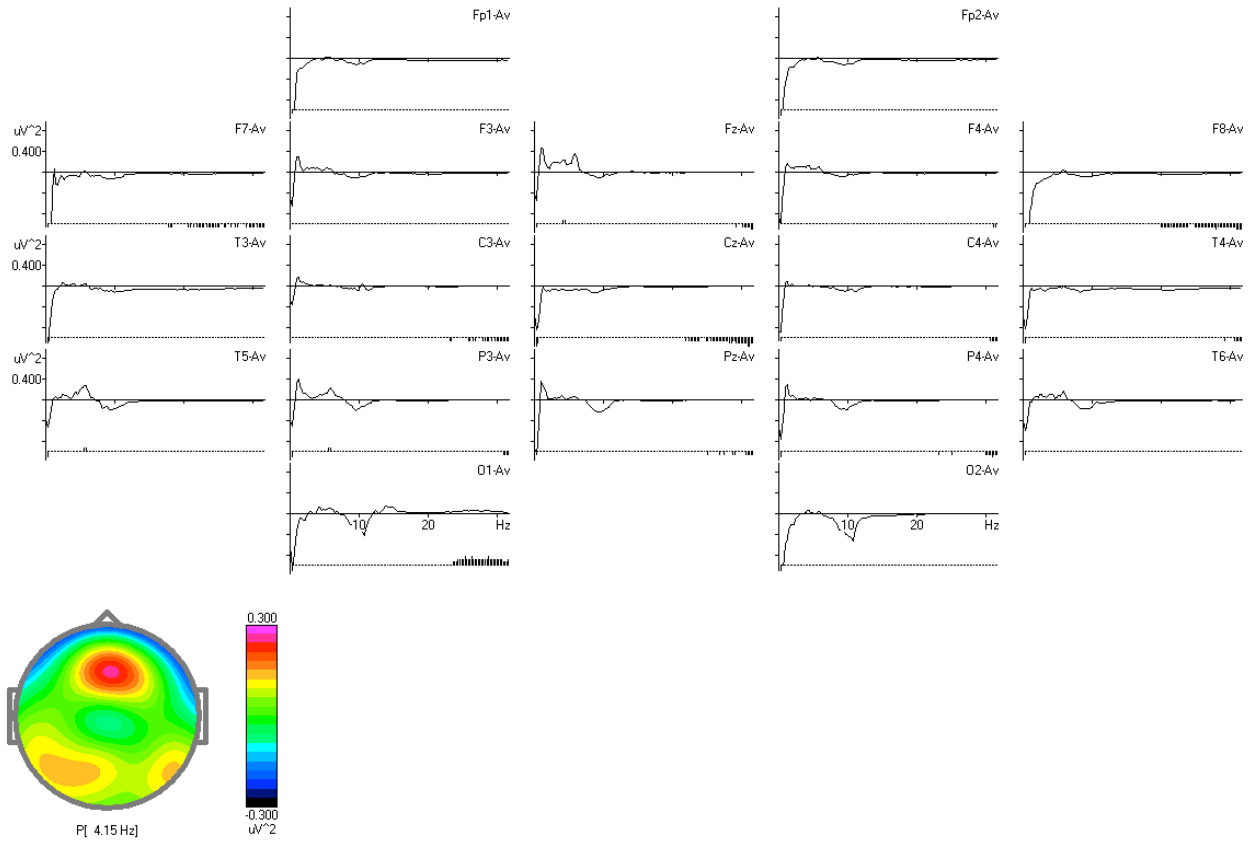 Fp1-Av Fp2-Av
uV^2 F7-Av F3-Av Fz-Av F4-Av F8-Av
0.400
uV^2 T3-Av C3-Av Cz-Av C4-Av T4-Av
0.400
uV^2 T5-Av P3-Av Pz-Av P4-Av T6-Av
0.400
O1-Av O2-Av
10 20 Hz 10 20 Hz
0.300
-0.300
P[ 4.15 Hz] uV^2